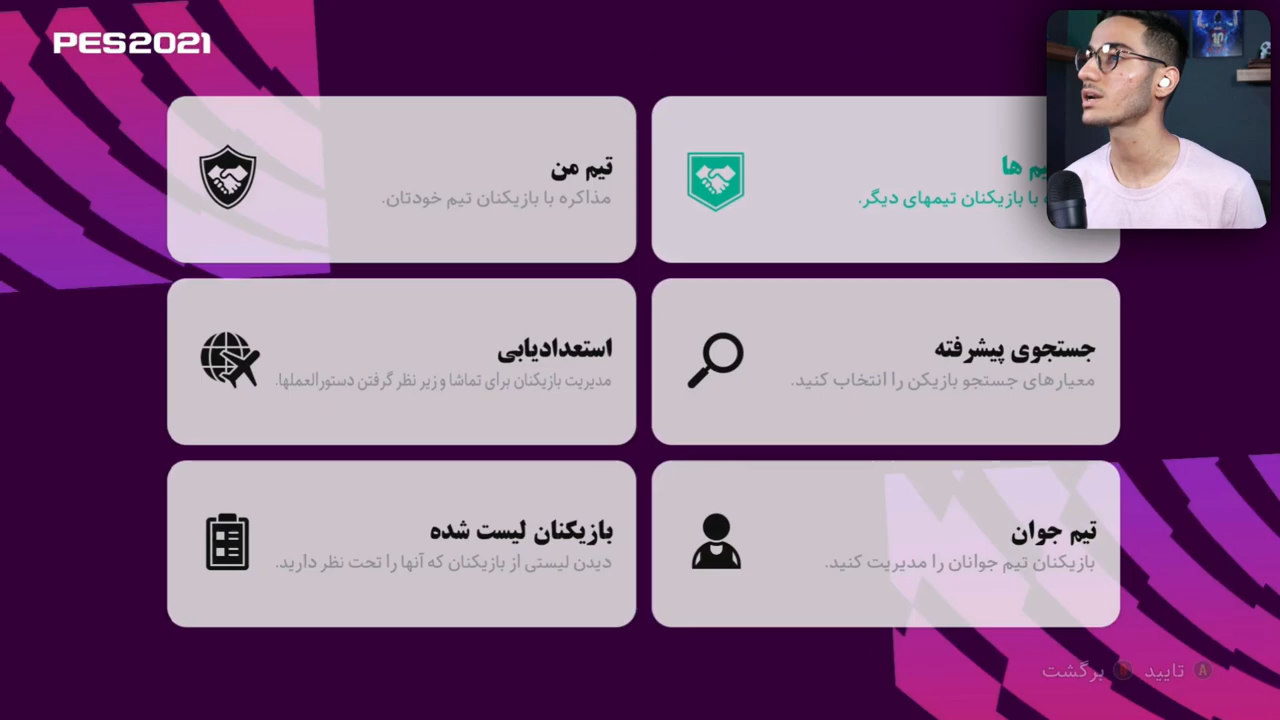 PES2021
ها
با بازیکنان تیمهای دیگر.
تیم من
مذاکره با بازیکنان تیم خودتان.
جستجوی پیشرفته
معیارهای جستجو بازیکن را انتخاب کنید.
استعدادیابی
مدیریت بازیکنان برای تماشا و زیر نظر گرفتن دستورالعملها.
تیم جوان
بازیکنان تیم جوانان را مدیریت کنید.
بازیکنان لیست شده
دیدن لیستی از بازیکنان که آنها را تحت نظر دارید.
A تایید B برگشت
10